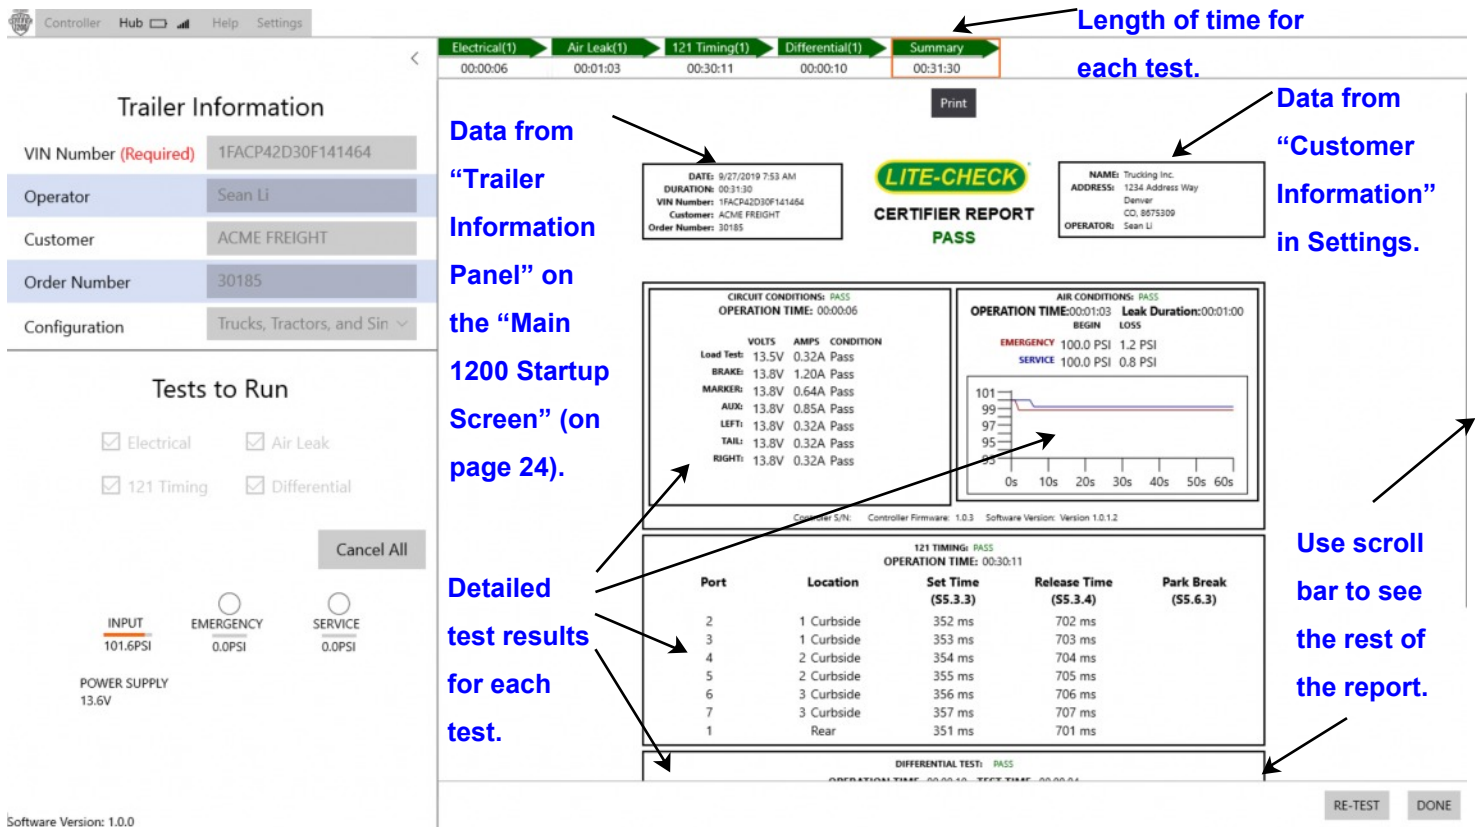 Controller Hub Help Settings
Length of time for
each test.
Electrical(1) Air Leak(1) 121 Timing(1) Differential(1) Summary
00:00:06 00:01:03 00:30:11 00:00:10 00:31:30
Trailer Information
VIN Number (Required) 1FACP42D30F141464
Operator Sean Li
Customer ACME FREIGHT
Order Number 30185
Configuration Trucks, Tractors, and Sin
Tests to Run
Electrical Air Leak
121 Timing Differential
Cancel All
INPUT EMERGENCY SERVICE
101.6PSI 0.0PSI 0.0PSI
POWER SUPPLY
13.6V
Software Version: 1.0.0
Print
Data from
“Trailer
Information
Panel” on
the “Main
1200 Startup
Screen” (on
page 24).
Data from
“Customer
Information”
in Settings.
DATE: 9/27/2019 7:53 AM
DURATION: 00:31:30
VIN Number: 1FACP42D30F141464
Customer: ACME FREIGHT
Order Number: 30185
LITE-CHECK
CERTIFIER REPORT
PASS
NAME: Trucking Inc.
ADDRESS: 1234 Address Way
Denver
CO, 8675309
OPERATOR: Sean Li
CIRCUIT CONDITIONS: PASS
OPERATION TIME: 00:00:06
VOLTS AMPS CONDITION
Load Test: 13.5V 0.32A Pass
BRAKE: 13.8V 1.20A Pass
MARKER: 13.8V 0.64A Pass
AUX: 13.8V 0.85A Pass
LEFT: 13.8V 0.32A Pass
TAIL: 13.8V 0.32A Pass
RIGHT: 13.8V 0.32A Pass
AIR CONDITIONS: PASS
OPERATION TIME:00:01:03 Leak Duration:00:01:00
BEGIN LOSS
EMERGENCY 100.0 PSI 1.2 PSI
SERVICE 100.0 PSI 0.8 PSI
101
99
97
95
93
0s 10s 20s 30s 40s 50s 60s
Controller S/N: Controller Firmware: 1.0.3 Software Version: Version 1.0.1.2
Detailed
test results
for each
test.
Use scroll
bar to see
the rest of
the report.
121 TIMING: PASS
OPERATION TIME: 00:30:11
Port Location Set Time Release Time Park Break
(S5.3.3) (S5.3.4) (S5.6.3)
2 1 Curbside 352 ms 702 ms
3 1 Curbside 353 ms 703 ms
4 2 Curbside 354 ms 704 ms
5 2 Curbside 355 ms 705 ms
6 3 Curbside 356 ms 706 ms
7 3 Curbside 357 ms 707 ms
1 Rear 351 ms 701 ms
DIFFERENTIAL TEST: PASS
OPERATION TIME: 00:00:10 TEST TIME: 00:00:04
RE-TEST DONE